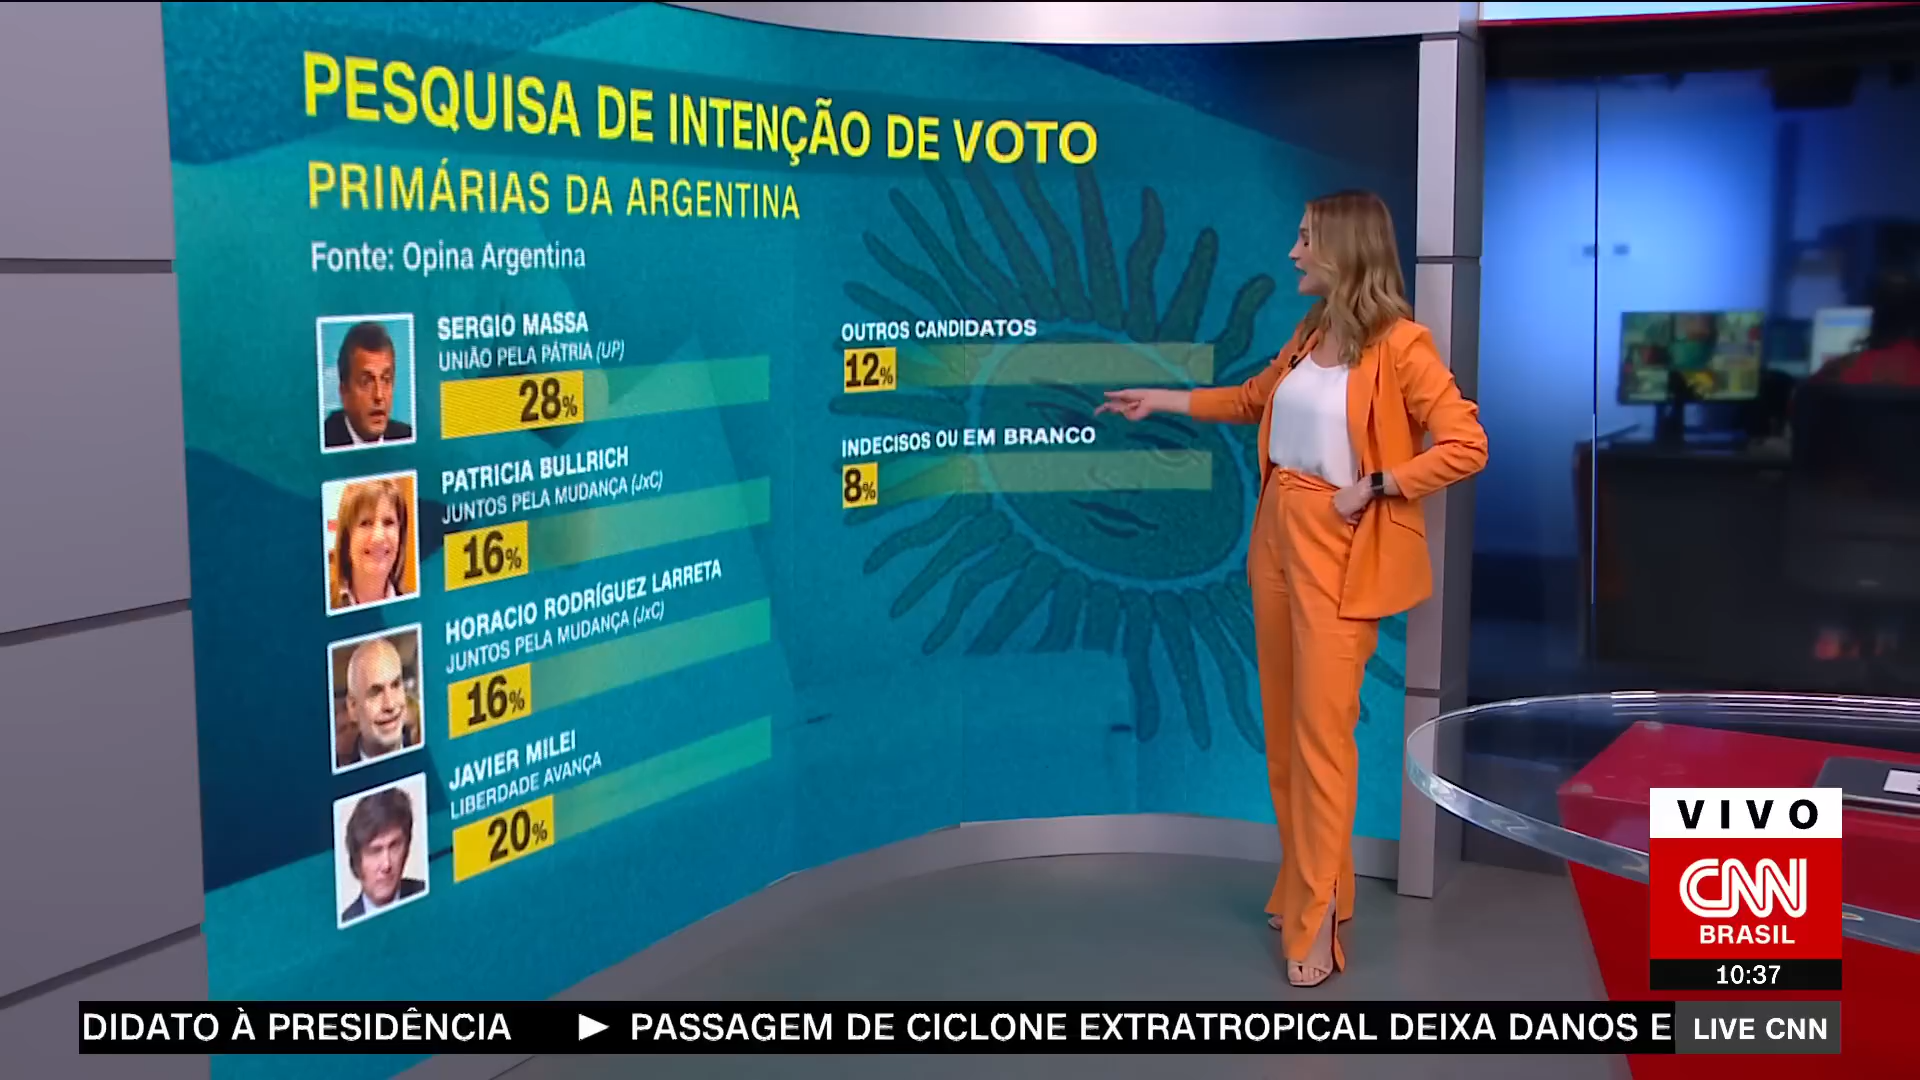 PESQUISA DE INTENÇÃO DE VOTO
PRIMÁRIAS DA ARGENTINA
Fonte: Opina Argentina
SERGIO MASSA
UNIÃO PELA PÁTRIA (UP)
28%
PATRICIA BULLRICH
JUNTOS PELA MUDANÇA (JxC)
16%
HORACIO RODRÍGUEZ LARRETA
JUNTOS PELA MUDANÇA (JxC)
16%
JAVIER MILEI
LIBERDADE AVANÇA
20%
OUTROS CANDIDATOS
12%
INDECISOS OU EM BRANCO
8%
VIVO
CNN
BRASIL
10:37
DIDATO À PRESIDÊNCIA ▶ PASSAGEM DE CICLONE EXTRATROPICAL DEIXA DANOS E
LIVE CNN